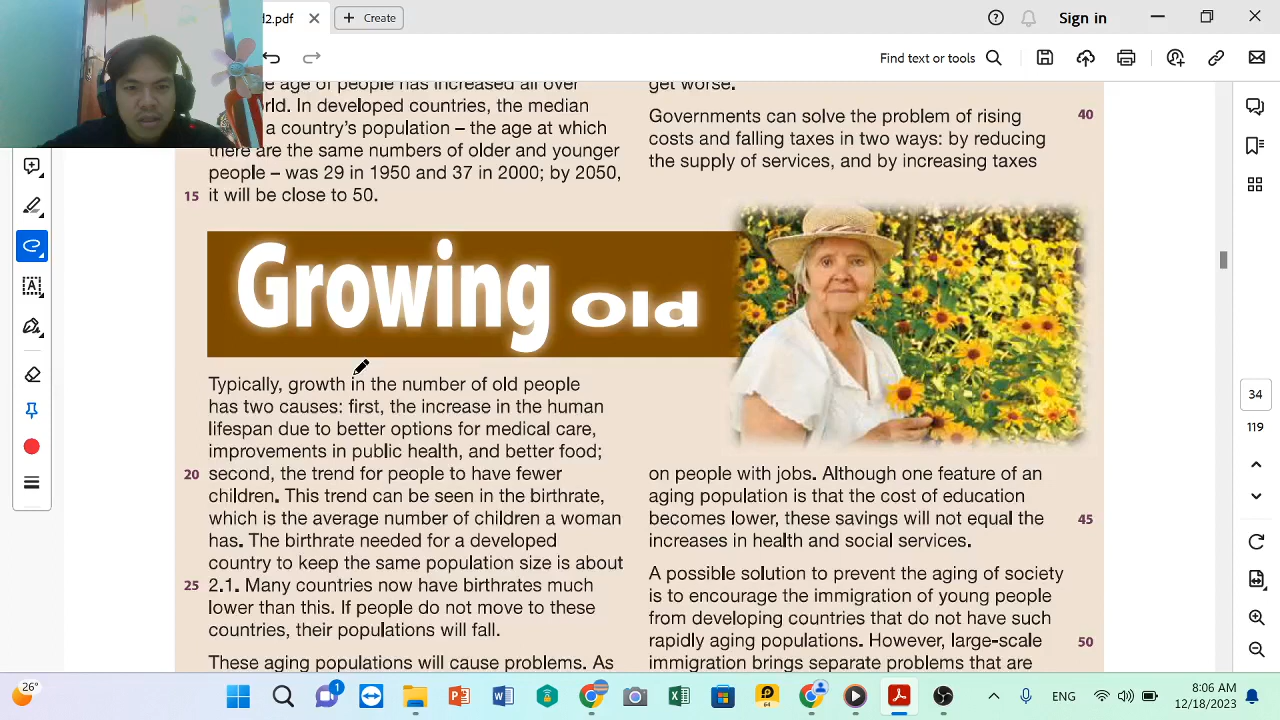 d2.pdf
Create
Sign in
Find text or tools
age of people has increased all over
rld. In developed countries, the median
a country's population – the age at which
there are the same numbers of older and younger
people – was 29 in 1950 and 37 in 2000; by 2050,
15 it will be close to 50.
Growing Old
Typically, growth in the number of old people
has two causes: first, the increase in the human
lifespan due to better options for medical care,
improvements in public health, and better food;
20 second, the trend for people to have fewer
children. This trend can be seen in the birthrate,
which is the average number of children a woman
has. The birthrate needed for a developed
country to keep the same population size is about
25 2.1. Many countries now have birthrates much
lower than this. If people do not move to these
countries, their populations will fall.
These aging populations will cause problems. As
get worse.
Governments can solve the problem of rising 40
costs and falling taxes in two ways: by reducing
the supply of services, and by increasing taxes
on people with jobs. Although one feature of an
aging population is that the cost of education
becomes lower, these savings will not equal the 45
increases in health and social services.
A possible solution to prevent the aging of society
is to encourage the immigration of young people
from developing countries that do not have such
rapidly aging populations. However, large-scale 50
immigration brings separate problems that are
34
119
26°
1
ENG
8:06 AM
12/18/2023